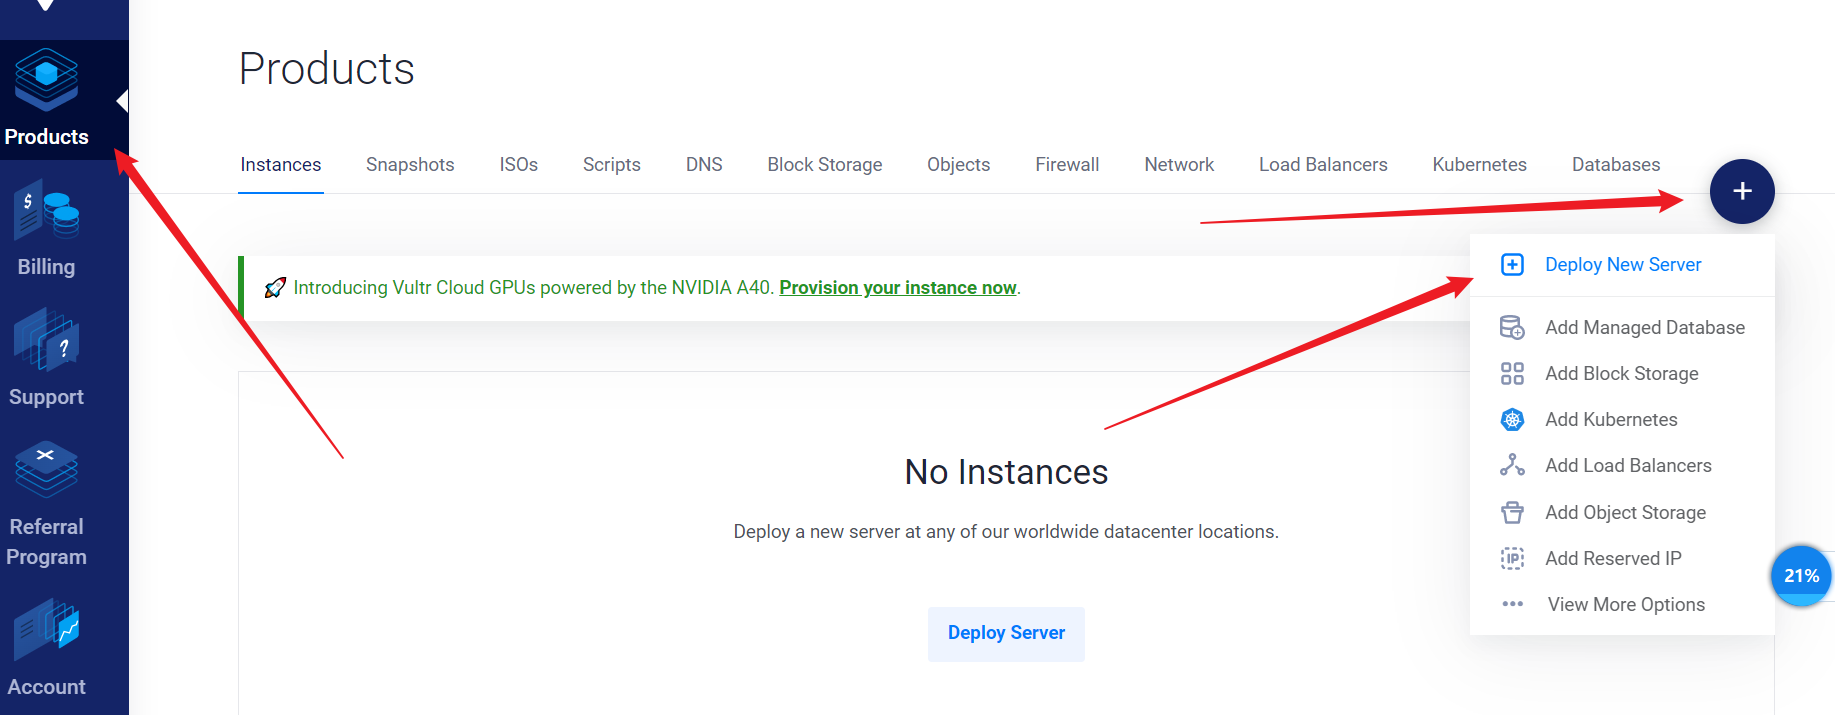 Products
Products
Instances Snapshots ISOs Scripts DNS Block Storage Objects Firewall Network Load Balancers Kubernetes Databases
+
$
Billing
Deploy New Server
Introducing Vultr Cloud GPUs powered by the NVIDIA A40. Provision your instance now.
Add Managed Database
?
Support
Add Block Storage
Add Kubernetes
No Instances
Add Load Balancers
Deploy a new server at any of our worldwide datacenter locations.
Add Object Storage
Referral
Program
IP
Add Reserved IP
21%
View More Options
Deploy Server
Account